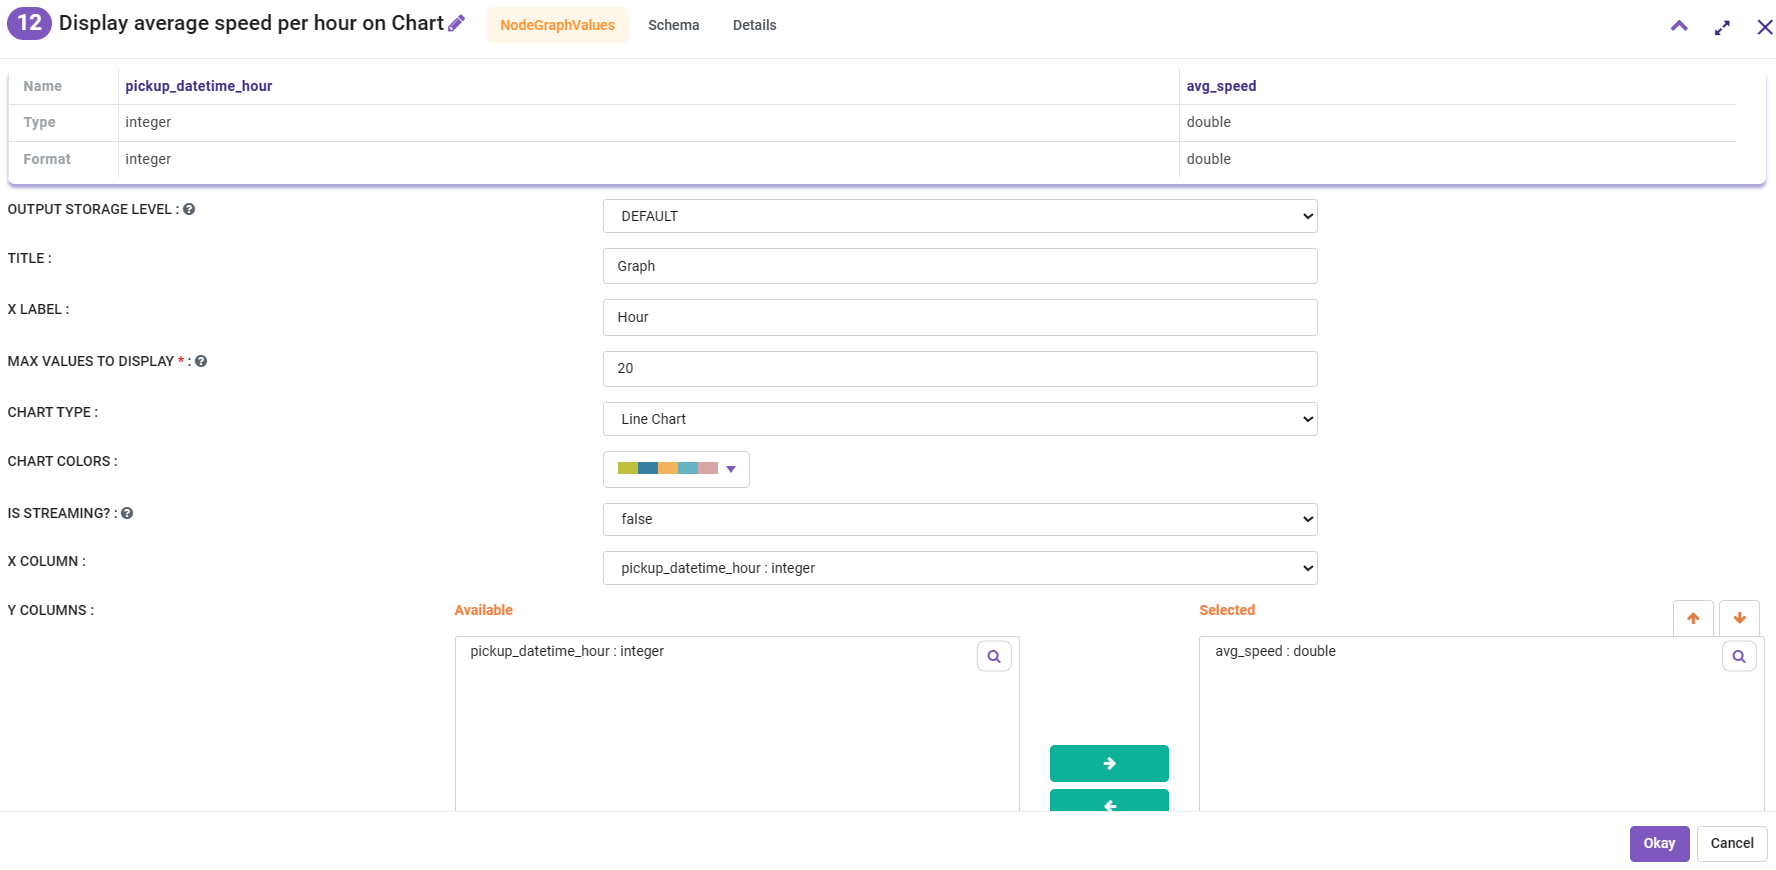 12 Display average speed per hour on Chart NodeGraphValues Schema Details
Name pickup_datetime_hour avg_speed
Type integer double
Format integer double
OUTPUT STORAGE LEVEL : DEFAULT
TITLE : Graph
X LABEL : Hour
MAX VALUES TO DISPLAY * : 20
CHART TYPE : Line Chart
CHART COLORS :
IS STREAMING? : false
X COLUMN : pickup_datetime_hour : integer
Y COLUMNS : Available Selected
pickup_datetime_hour : integer avg_speed : double
Okay Cancel